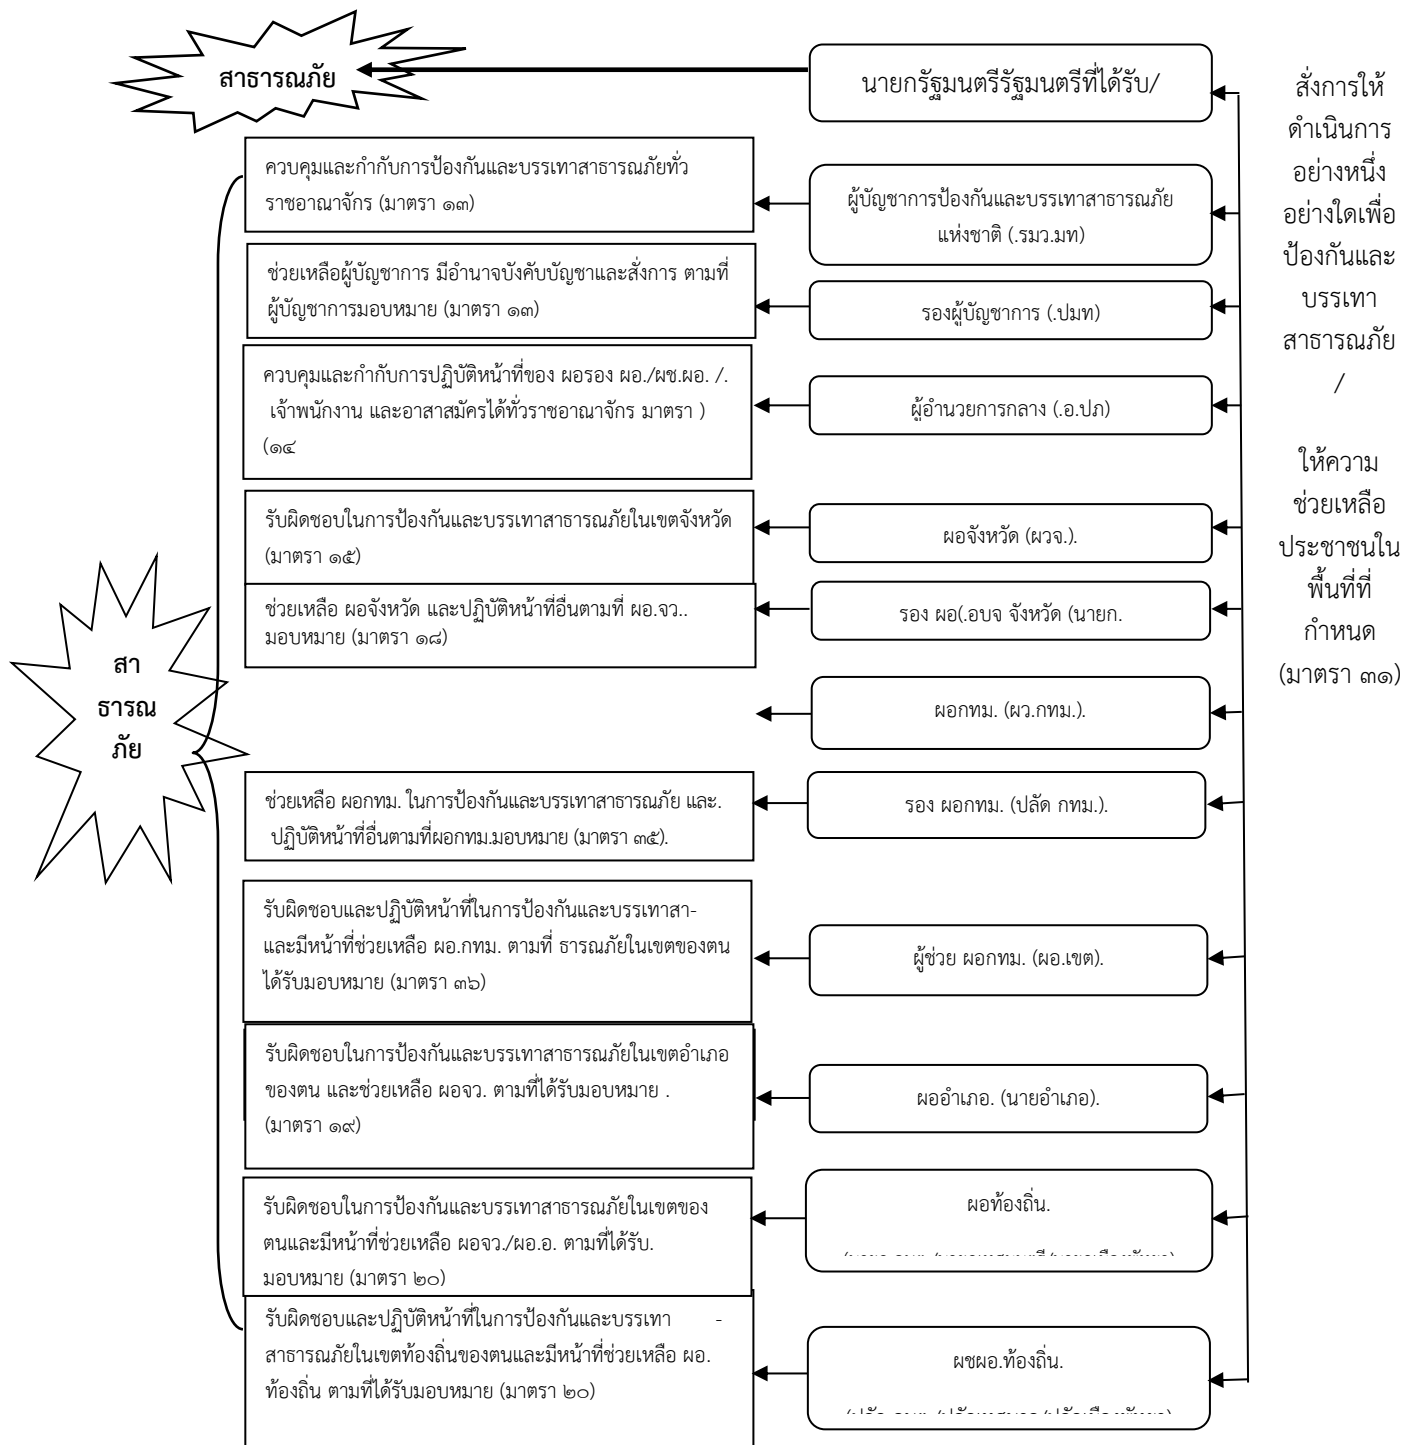 สาธารณภัย
นายกรัฐมนตรีรัฐมนตรีที่ได้รับ/
สั่งการให้
ดำเนินการ
อย่างหนึ่ง
อย่างใดเพื่อ
ป้องกันและ
บรรเทา
สาธารณภัย
/
ให้ความ
ช่วยเหลือ
ประชาชนใน
พื้นที่ที่
กำหนด
(มาตรา ๓๑)
ควบคุมและกำกับการป้องกันและบรรเทาสาธารณภัยทั่ว
ราชอาณาจักร (มาตรา ๑๓)
ผู้บัญชาการป้องกันและบรรเทาสาธารณภัย
แห่งชาติ (.รมว.มท)
ช่วยเหลือผู้บัญชาการ มีอำนาจบังคับบัญชาและสั่งการ ตามที่
ผู้บัญชาการมอบหมาย (มาตรา ๑๓)
รองผู้บัญชาการ (.ปมท)
ควบคุมและกำกับการปฏิบัติหน้าที่ของ ผอรอง ผอ./ผช.ผอ. /.
เจ้าพนักงาน และอาสาสมัครได้ทั่วราชอาณาจักร มาตรา )
(๑๔
ผู้อำนวยการกลาง (.อ.ปภ)
รับผิดชอบในการป้องกันและบรรเทาสาธารณภัยในเขตจังหวัด
(มาตรา ๑๕)
ผอจังหวัด (ผวจ.).
ช่วยเหลือ ผอจังหวัด และปฏิบัติหน้าที่อื่นตามที่ ผอ.จว..
มอบหมาย (มาตรา ๑๘)
รอง ผอ(.อบจ จังหวัด (นายก.
สา
ธารณ
ภัย
ผอกทม. (ผว.กทม.).
ช่วยเหลือ ผอกทม. ในการป้องกันและบรรเทาสาธารณภัย และ.
ปฏิบัติหน้าที่อื่นตามที่ผอกทม.มอบหมาย (มาตรา ๓๕).
รอง ผอกทม. (ปลัด กทม.).
รับผิดชอบและปฏิบัติหน้าที่ในการป้องกันและบรรเทาสา-
และมีหน้าที่ช่วยเหลือ ผอ.กทม. ตามที่ ธารณภัยในเขตของตน
ได้รับมอบหมาย (มาตรา ๓๖)
ผู้ช่วย ผอกทม. (ผอ.เขต).
รับผิดชอบในการป้องกันและบรรเทาสาธารณภัยในเขตอำเภอ
ของตน และช่วยเหลือ ผอจว. ตามที่ได้รับมอบหมาย .
(มาตรา ๑๙)
ผออำเภอ. (นายอำเภอ).
รับผิดชอบในการป้องกันและบรรเทาสาธารณภัยในเขตของ
ตนและมีหน้าที่ช่วยเหลือ ผอจว./ผอ.อ. ตามที่ได้รับ.
มอบหมาย (มาตรา ๒๐)
ผอท้องถิ่น.
รับผิดชอบและปฏิบัติหน้าที่ในการป้องกันและบรรเทา -
สาธารณภัยในเขตท้องถิ่นของตนและมีหน้าที่ช่วยเหลือ ผอ.
ท้องถิ่น ตามที่ได้รับมอบหมาย (มาตรา ๒๐)
ผชผอ.ท้องถิ่น.